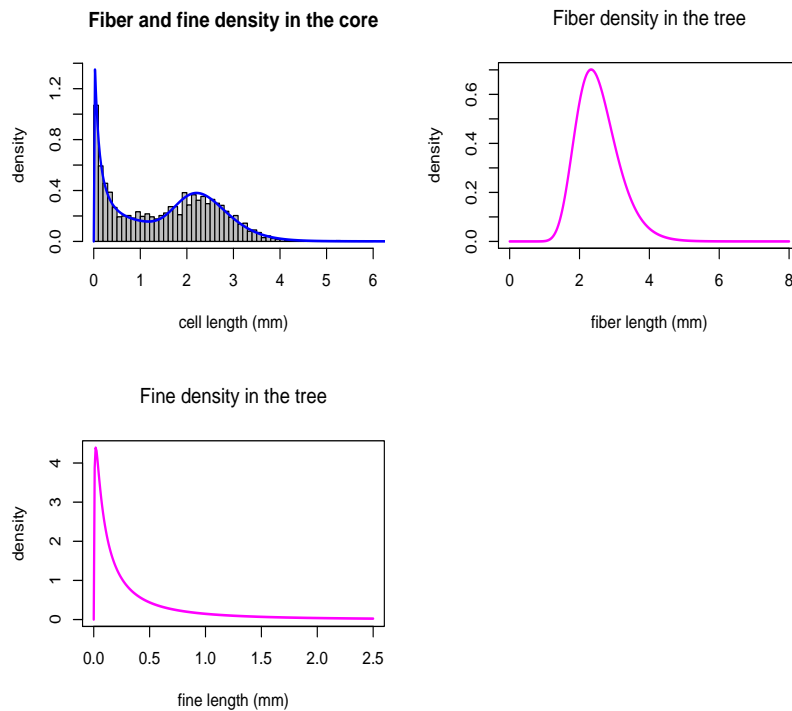 Fiber and fine density in the core
density
0.0 0.4 0.8 1.2
0 1 2 3 4 5 6
cell length (mm)
Fiber density in the tree
density
0.0 0.2 0.4 0.6
0 2 4 6 8
fiber length (mm)
Fine density in the tree
density
0 1 2 3 4
0.0 0.5 1.0 1.5 2.0 2.5
fine length (mm)